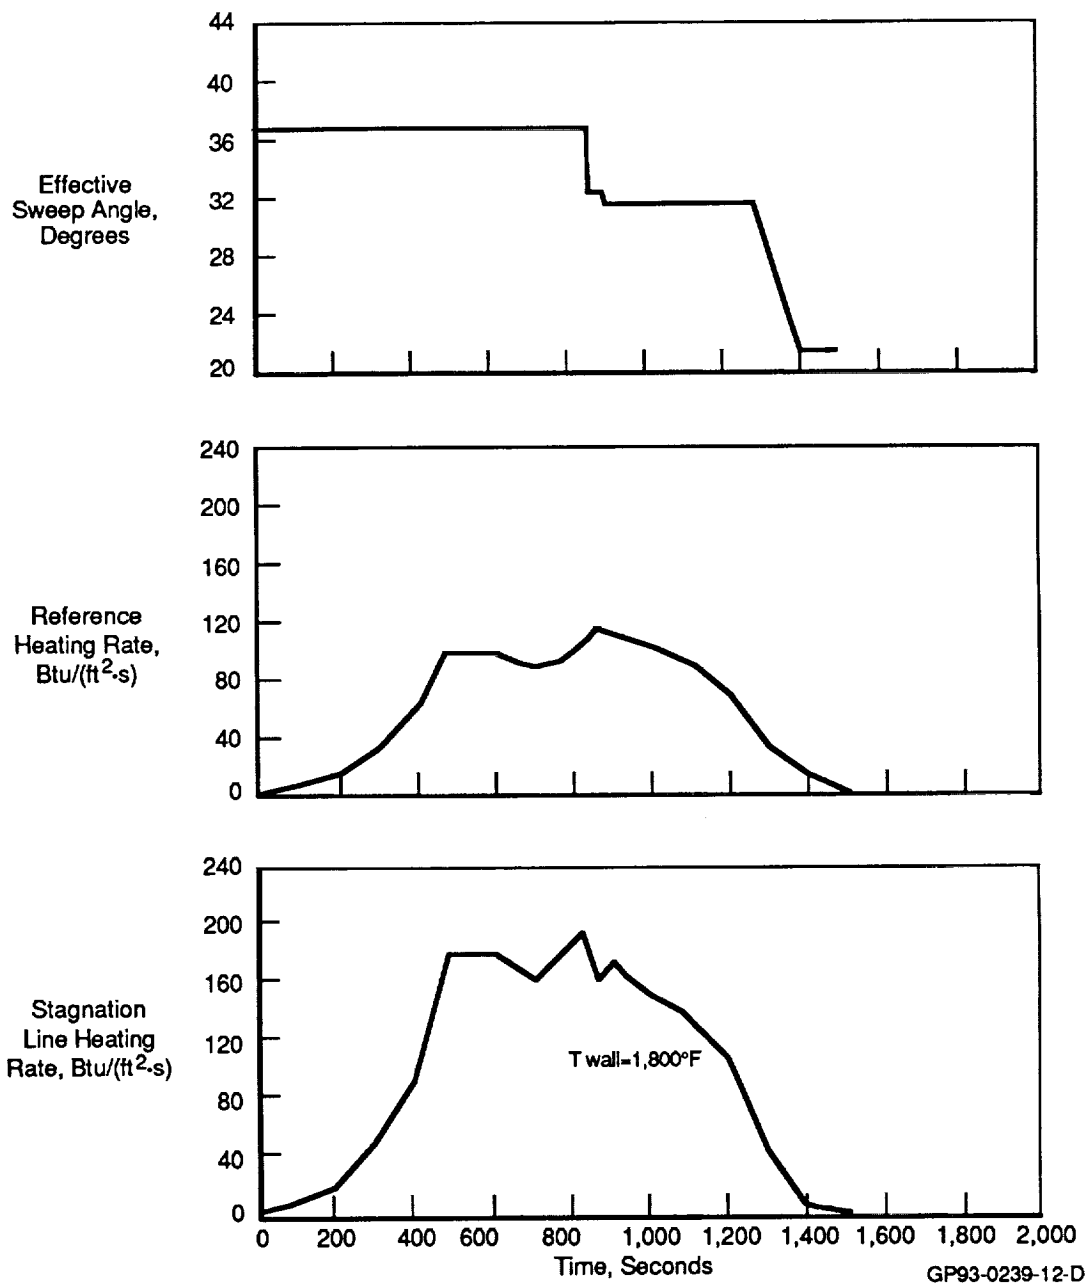 44
40
36
32
28
24
20
Effective
Sweep Angle,
Degrees
240
200
160
120
80
40
0
Reference
Heating Rate,
Btu/(ft²·s)
240
200
160
120
80
40
0
Stagnation
Line Heating
Rate, Btu/(ft²·s)
T wall=1,800°F
0 200 400 600 800 1,000 1,200 1,400 1,600 1,800 2,000
Time, Seconds
GP93-0239-12-D